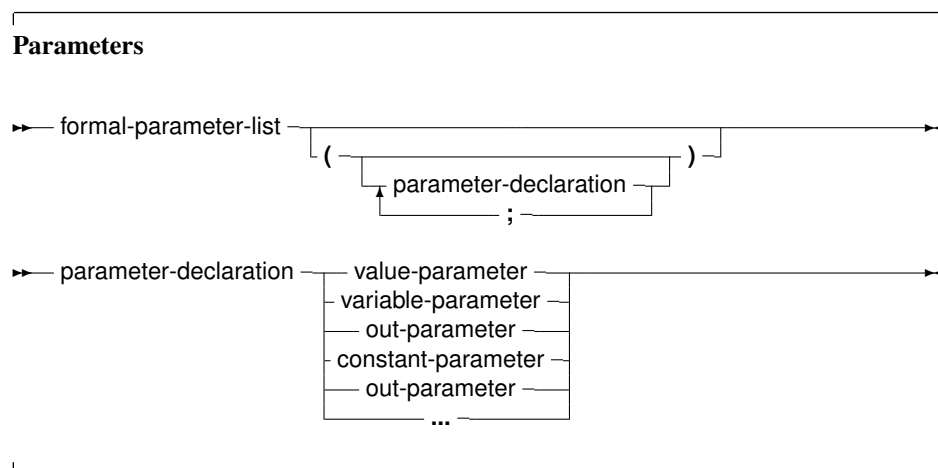 Parameters
formal-parameter-list
( )
parameter-declaration
;
parameter-declaration value-parameter
variable-parameter
out-parameter
constant-parameter
out-parameter
...